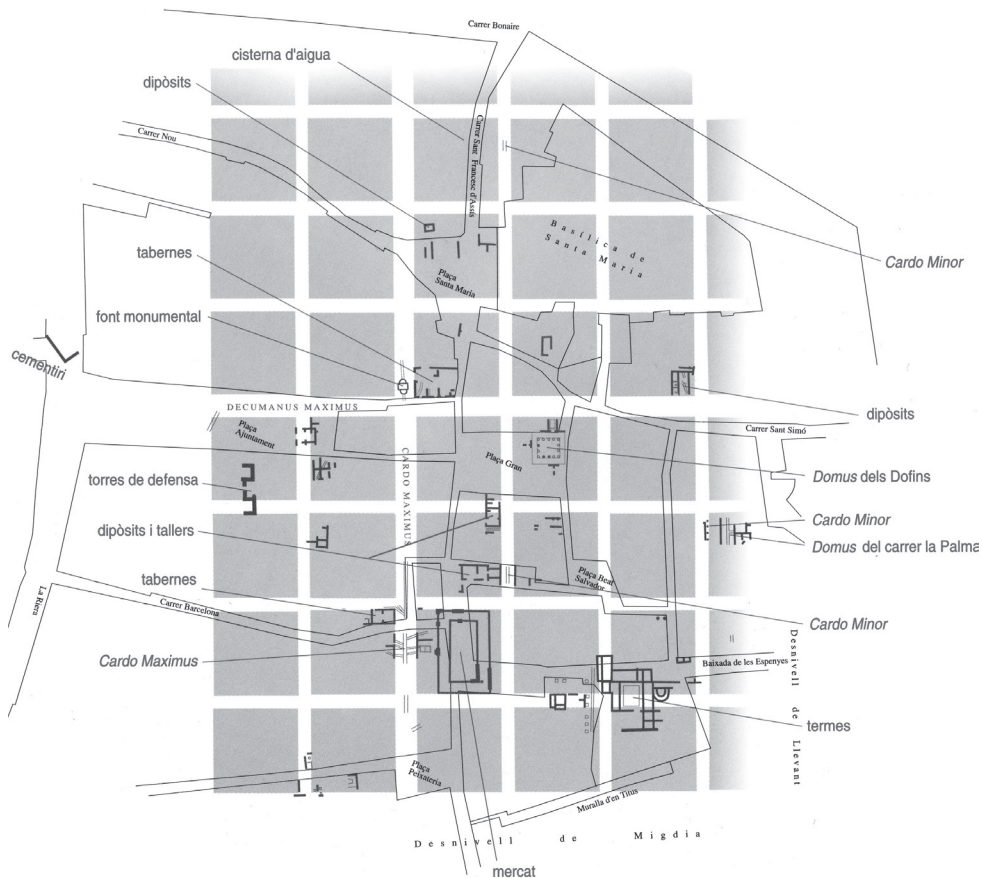 Carrer Bonaire
cisterna d'aigua
dipòsits
Carrer Nou
Carrer Sant Francesc d'Assís
Basílica de
Santa Maria
tabernes
Cardo Minor
Plaça
Santa Maria
font monumental
cementiri
DECUMANUS MAXIMUS
dipòsits
Plaça
Ajuntament
Carrer Sant Simó
CARDO MAXIMUS
Plaça Gran
torres de defensa
Domus dels Dofins
dipòsits i tallers
Cardo Minor
Domus del carrer la Palma
tabernes
Plaça Beat
Salvador
La Riera
Carrer Barcelona
Cardo Minor
Cardo Maximus
Baixada de les Espenyes
Desnivell de Llevant
termes
Plaça
Peixateria
Muralla d'en Titus
Desnivell de Migdia
mercat